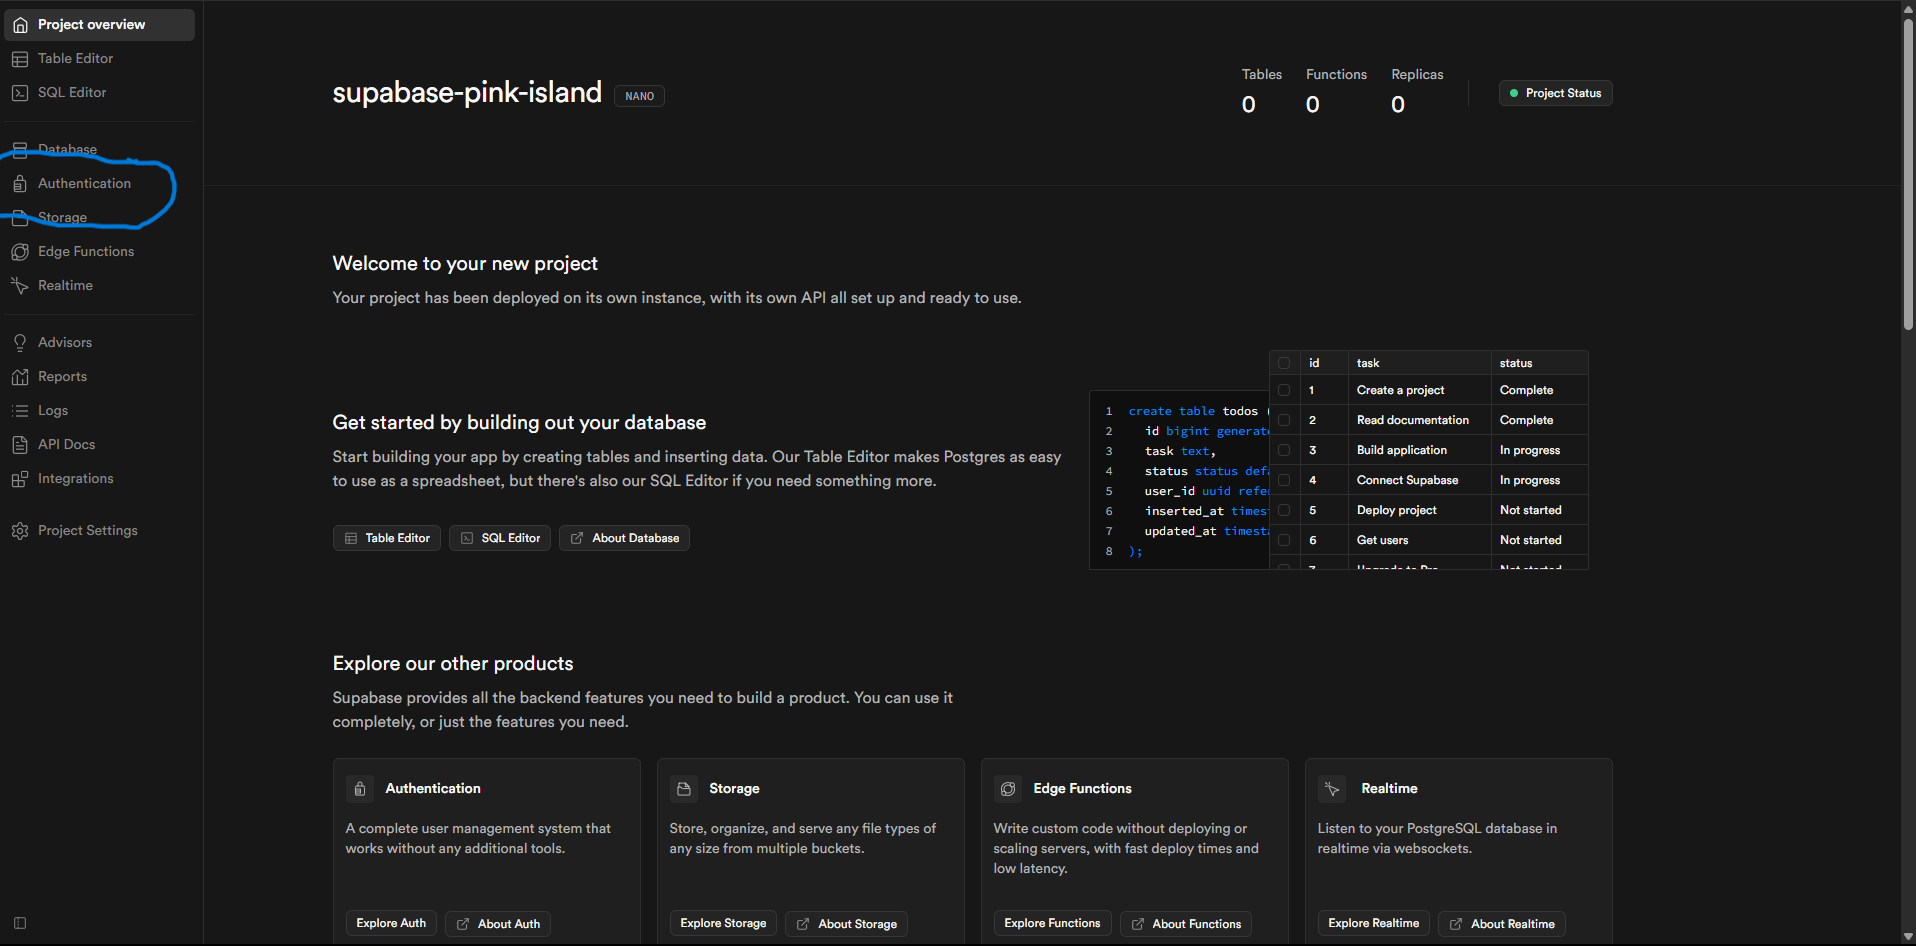 Project overview
Table Editor
SQL Editor
Database
Authentication
Storage
Edge Functions
Realtime
Advisors
Reports
Logs
API Docs
Integrations
Project Settings
supabase-pink-island NANO
Tables Functions Replicas
0 0 0
Project Status
Welcome to your new project
Your project has been deployed on its own instance, with its own API all set up and ready to use.
Get started by building out your database
Start building your app by creating tables and inserting data. Our Table Editor makes Postgres as easy
to use as a spreadsheet, but there's also our SQL Editor if you need something more.
Table Editor SQL Editor About Database
1 create table todos (
2 id bigint generate
3 task text,
4 status status defa
5 user_id uuid refer
6 inserted_at timest
7 updated_at timesta
8 );
id task status
1 Create a project Complete
2 Read documentation Complete
3 Build application In progress
4 Connect Supabase In progress
5 Deploy project Not started
6 Get users Not started
7 Upgrade to Pro Not started
Explore our other products
Supabase provides all the backend features you need to build a product. You can use it
completely, or just the features you need.
Authentication
A complete user management system that
works without any additional tools.
Explore Auth About Auth
Storage
Store, organize, and serve any file types of
any size from multiple buckets.
Explore Storage About Storage
Edge Functions
Write custom code without deploying or
scaling servers, with fast deploy times and
low latency.
Explore Functions About Functions
Realtime
Listen to your PostgreSQL database in
realtime via websockets.
Explore Realtime About Realtime